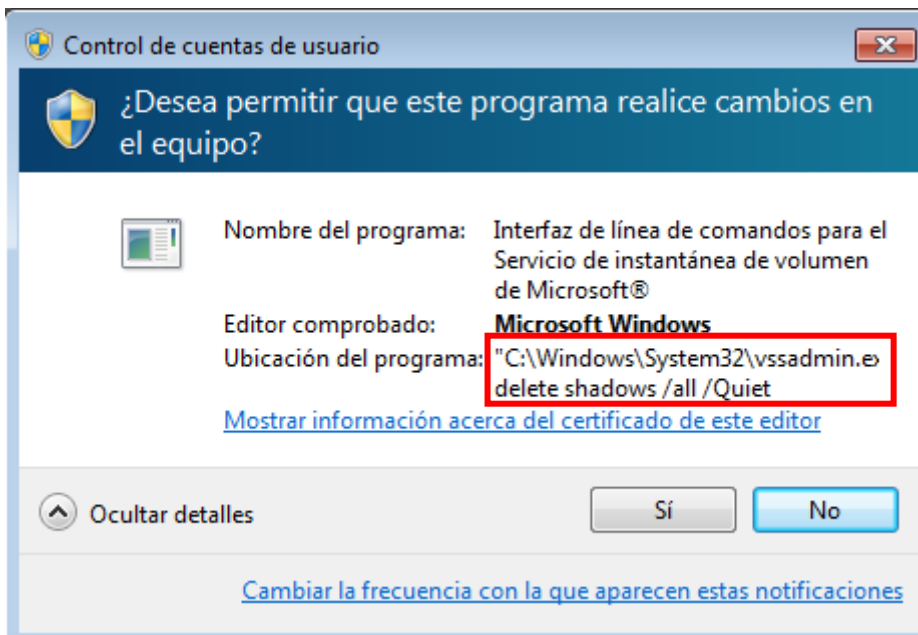 Control de cuentas de usuario
¿Desea permitir que este programa realice cambios en
el equipo?
Nombre del programa: Interfaz de línea de comandos para el
Servicio de instantánea de volumen
de Microsoft®
Editor comprobado: Microsoft Windows
Ubicación del programa: "C:\Windows\System32\vssadmin.ex
delete shadows /all /Quiet
Mostrar información acerca del certificado de este editor
Ocultar detalles Sí No
Cambiar la frecuencia con la que aparecen estas notificaciones